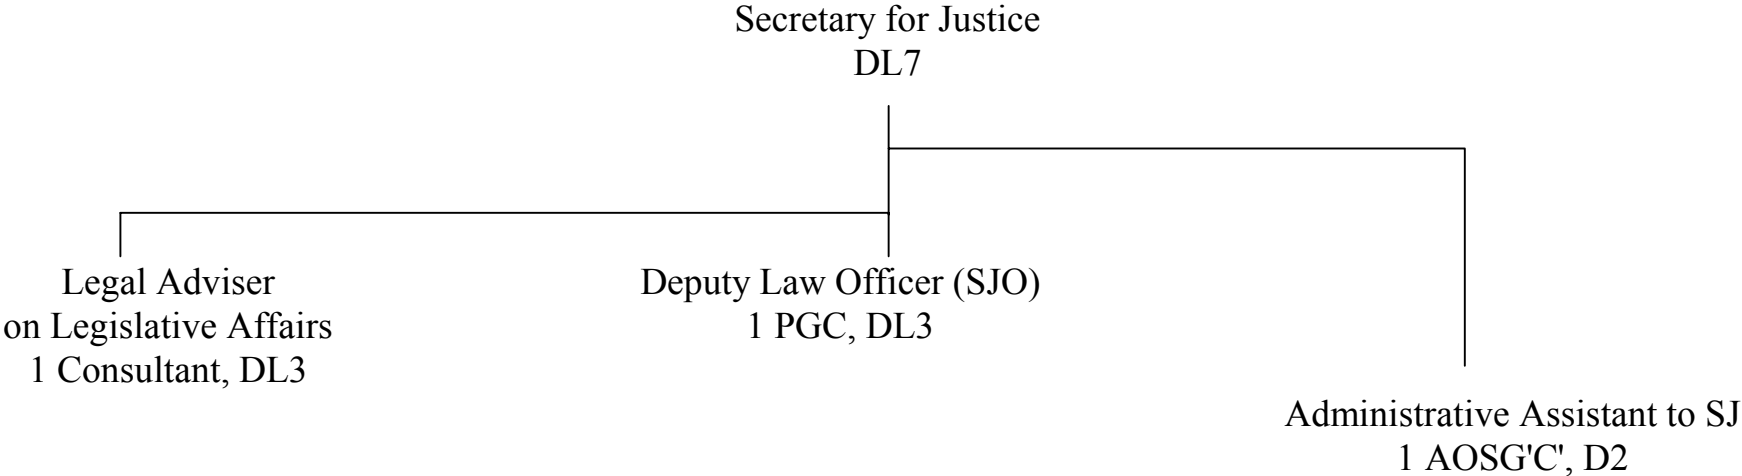 Secretary for Justice
DL7
Legal Adviser
on Legislative Affairs
1 Consultant, DL3
Deputy Law Officer (SJO)
1 PGC, DL3
Administrative Assistant to SJ
1 AOSG'C', D2